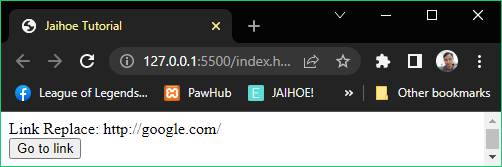 Jaihoe Tutorial
127.0.0.1:5500/index.h...
League of Legends...
PawHub
JAIHOE!
Other bookmarks
Link Replace: http://google.com/
Go to link